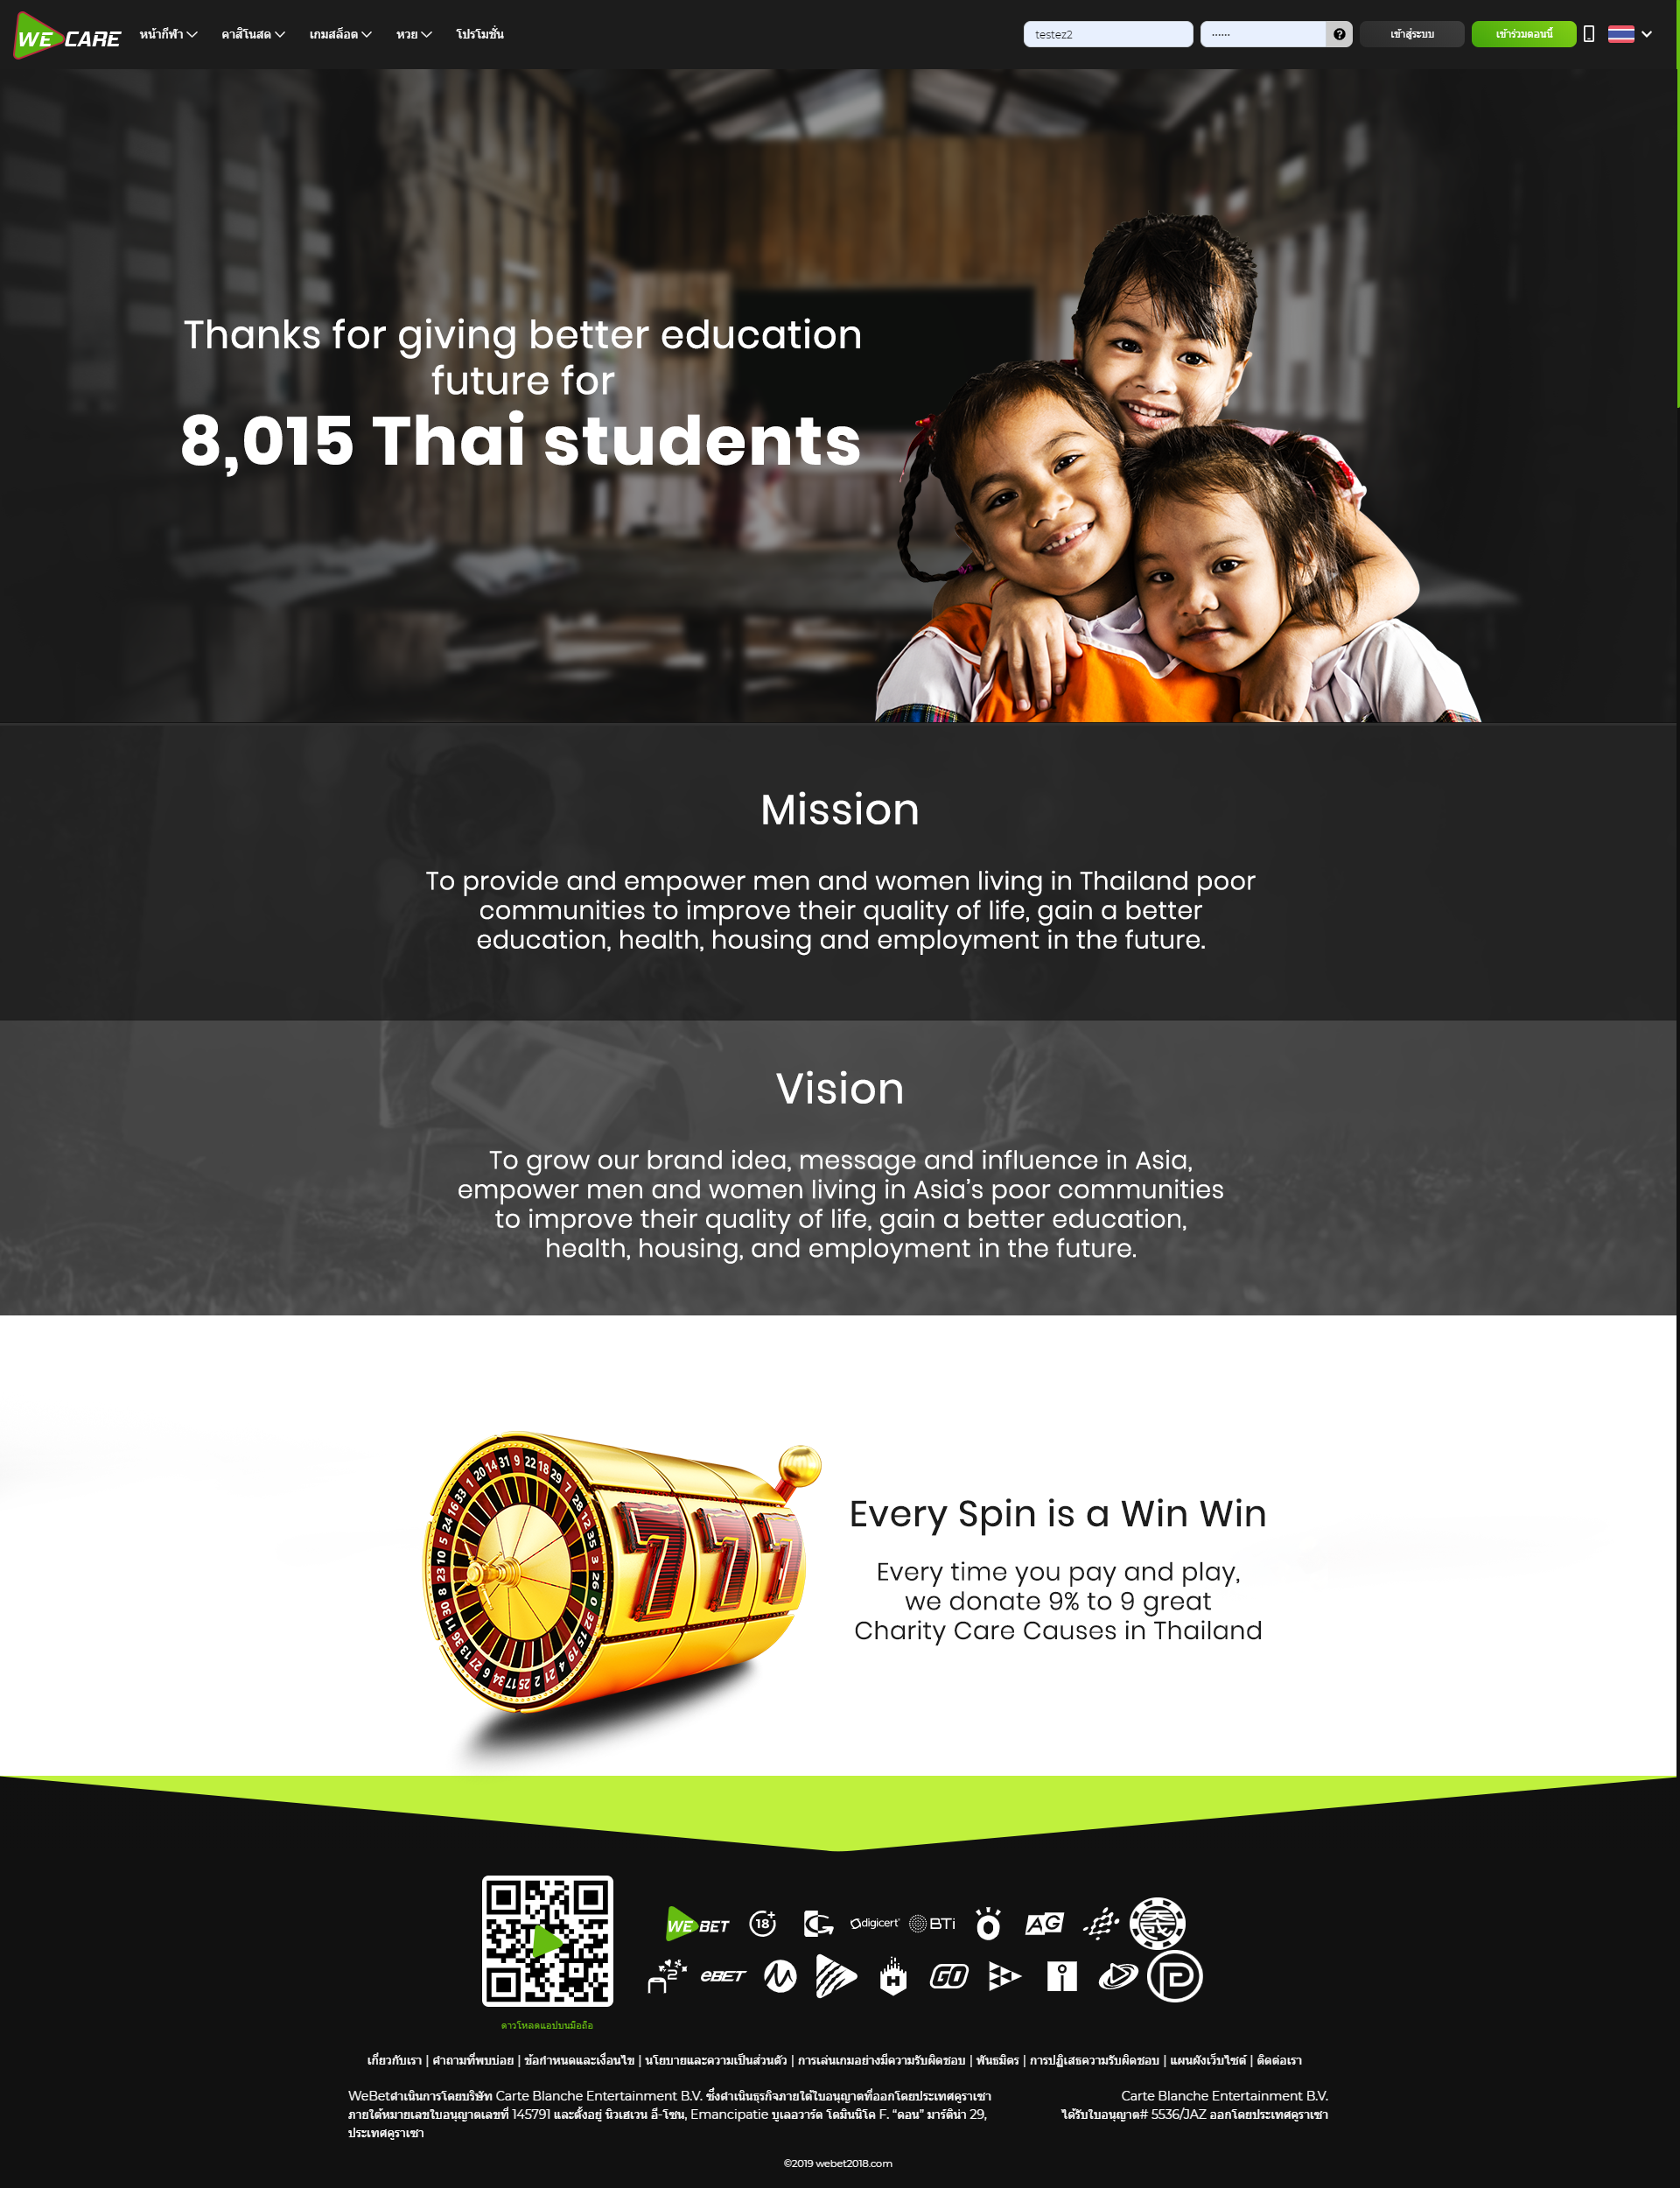 WE CARE
หน้ากีฬา
คาสิโนสด
เกมสล็อต
หวย
โปรโมชั่น
testez2
เข้าสู่ระบบ
เข้าร่วมตอนนี้
Thanks for giving better education
future for
8,015 Thai students
Mission
To provide and empower men and women living in Thailand poor
communities to improve their quality of life, gain a better
education, health, housing and employment in the future.
Vision
To grow our brand idea, message and influence in Asia,
empower men and women living in Asia’s poor communities
to improve their quality of life, gain a better education,
health, housing, and employment in the future.
777
Every Spin is a Win Win
Every time you pay and play,
we donate 9% to 9 great
Charity Care Causes in Thailand
WE BET 18+ digicert BTi AG
eBET H GO
ดาวโหลดแอปบนมือถือ
เกี่ยวกับเรา | คำถามที่พบบ่อย | ข้อกำหนดและเงื่อนไข | นโยบายและความเป็นส่วนตัว | การเล่นเกมอย่างมีความรับผิดชอบ | พันธมิตร | การปฏิเสธความรับผิดชอบ | แผนผังเว็บไซต์ | ติดต่อเรา
WeBetดำเนินการโดยบริษัท Carte Blanche Entertainment B.V. ซึ่งดำเนินธุรกิจภายใต้ใบอนุญาตที่ออกโดยประเทศคูราเซา
ภายใต้หมายเลขใบอนุญาตเลขที่ 145791 และตั้งอยู่ นิวเฮเวน อี-โซน, Emancipatie บูเลอวาร์ด โดมินนิโค F. “ดอน” มาร์ติน่า 29,
ประเทศคูราเซา
Carte Blanche Entertainment B.V.
ได้รับใบอนุญาต# 5536/JAZ ออกโดยประเทศคูราเซา
©2019 webet2018.com